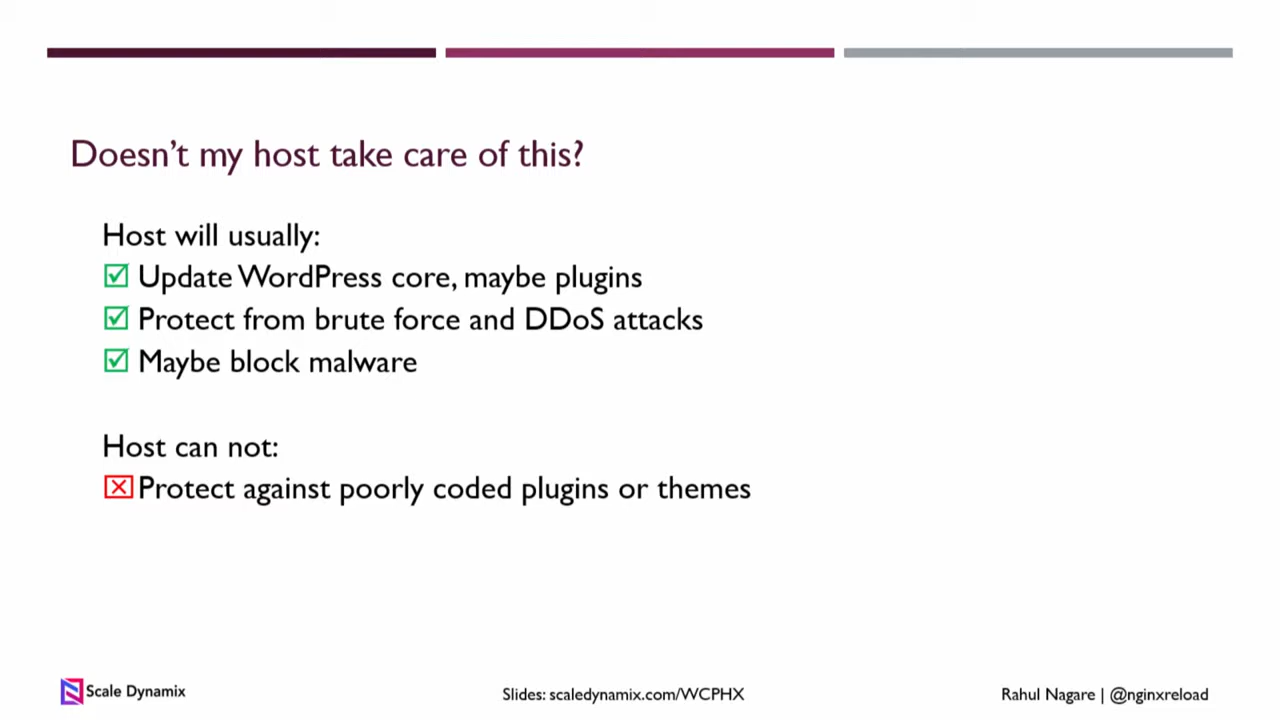 Doesn't my host take care of this?
Host will usually:
☑ Update WordPress core, maybe plugins
☑ Protect from brute force and DDoS attacks
☑ Maybe block malware
Host can not:
☒ Protect against poorly coded plugins or themes
Scale Dynamix
Slides: scaledynamix.com/WCPHX
Rahul Nagare | @nginxreload